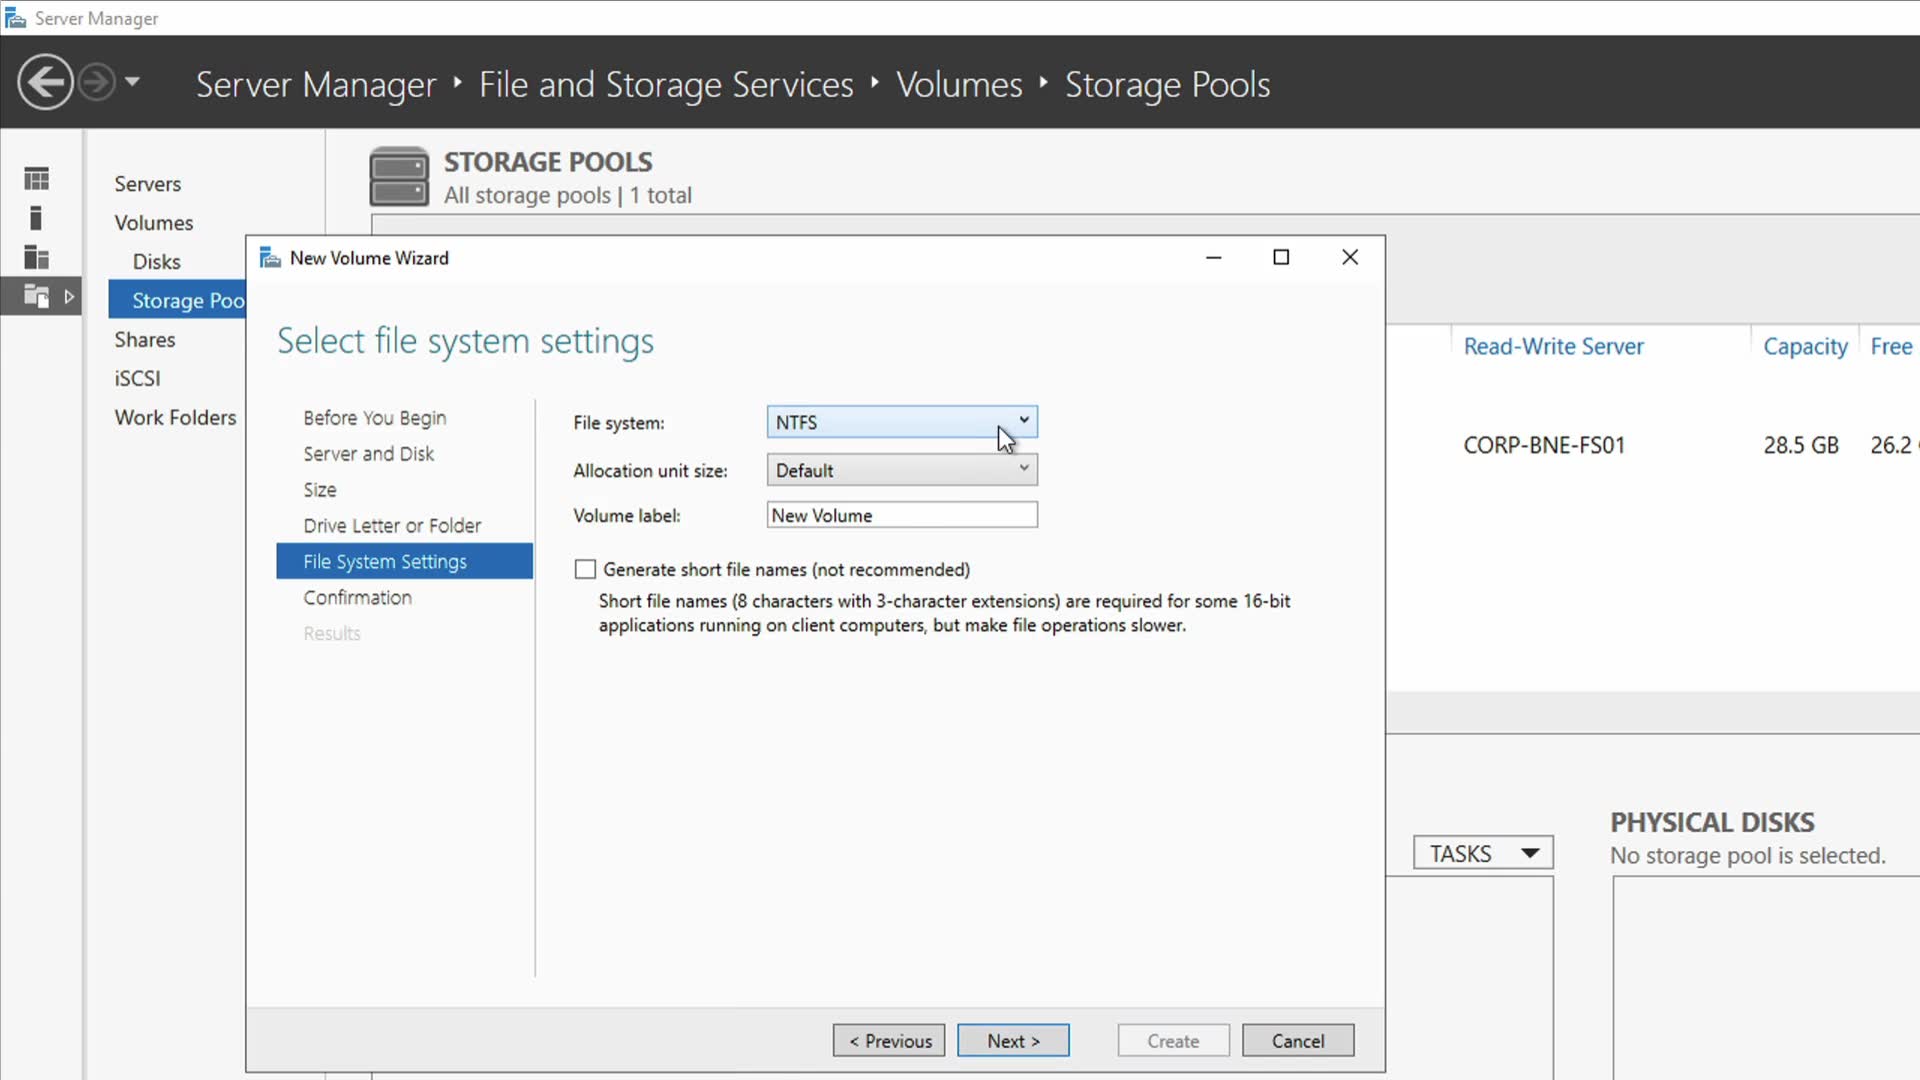 Server Manager
Server Manager ‣ File and Storage Services ‣ Volumes ‣ Storage Pools
Servers
Volumes
Disks
Storage Poo
Shares
iSCSI
Work Folders
STORAGE POOLS
All storage pools | 1 total
Read-Write Server
Capacity
Free
CORP-BNE-FS01
28.5 GB
26.2
New Volume Wizard
Select file system settings
Before You Begin
Server and Disk
Size
Drive Letter or Folder
File System Settings
Confirmation
Results
File system:
NTFS
Allocation unit size:
Default
Volume label:
New Volume
Generate short file names (not recommended)
Short file names (8 characters with 3-character extensions) are required for some 16-bit
applications running on client computers, but make file operations slower.
< Previous
Next >
Create
Cancel
TASKS
PHYSICAL DISKS
No storage pool is selected.